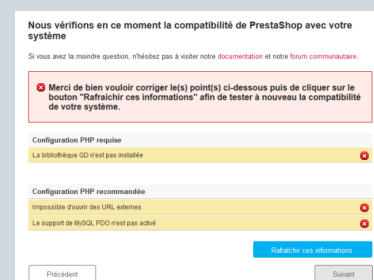 Nous vérifions en ce moment la compatibilité de PrestaShop avec votre
système
Si vous avez la moindre question, n'hésitez pas à visiter notre documentation et notre forum communautaire.
Merci de bien vouloir corriger le(s) point(s) ci-dessous puis de cliquer sur le
bouton "Rafraichir ces informations" afin de tester à nouveau la compatibilité
de votre système.
Configuration PHP requise
La bibliothèque GD n'est pas installée
Configuration PHP recommandée
Impossible d'ouvrir des URL externes
Le support de MySQL PDO n'est pas activé
Rafraîchir ces informations
Précédent
Suivant